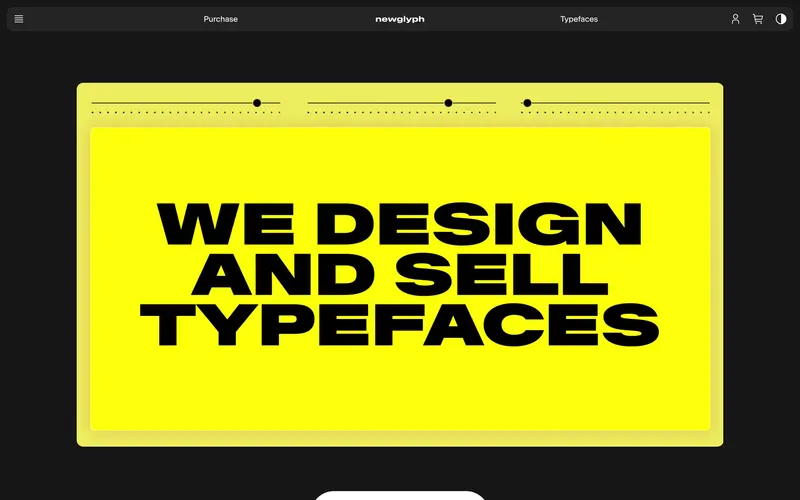 Purchase
newglyph
Typefaces
WE DESIGN
AND SELL
TYPEFACES